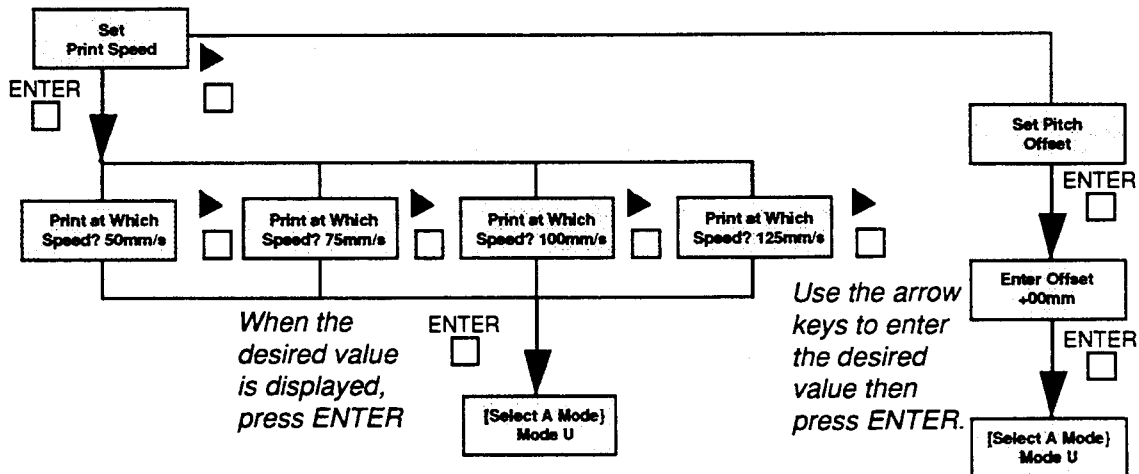 Set
Print Speed
ENTER
Set Pitch
Offset
ENTER
Print at Which
Speed? 50mm/s
Print at Which
Speed? 75mm/s
Print at Which
Speed? 100mm/s
Print at Which
Speed? 125mm/s
When the
desired value
is displayed,
press ENTER
ENTER
[Select A Mode}
Mode U
Use the arrow
keys to enter
the desired
value then
press ENTER.
Enter Offset
+00mm
ENTER
[Select A Mode}
Mode U